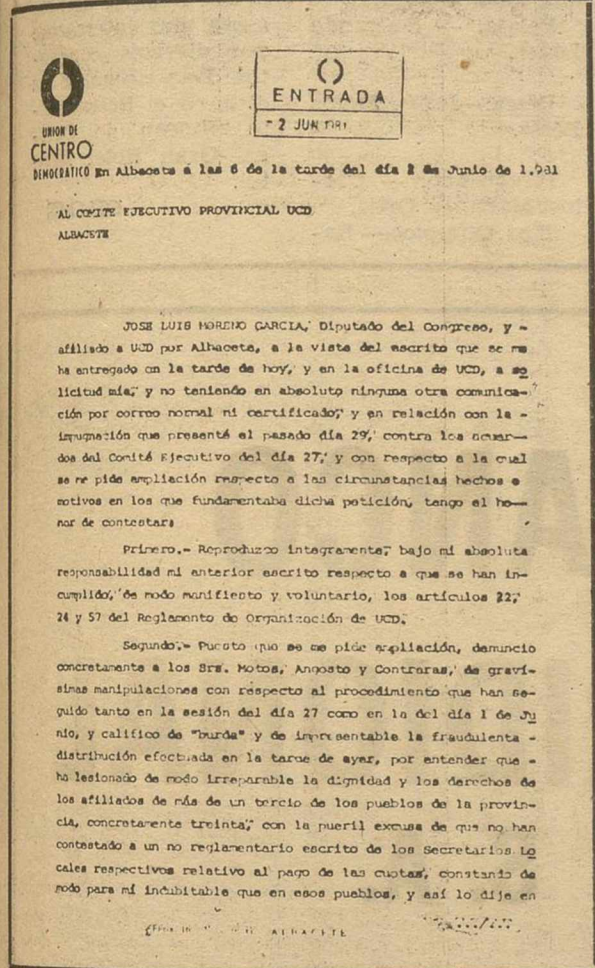 ENTRADA
- 2 JUN 1981
UNION DE
CENTRO
DEMOCRATICO
En Albacete a las 6 de la tarde del día 2 de Junio de 1.981
AL COMITE EJECUTIVO PROVINCIAL UCD
ALBACETE
JOSE LUIS MORENO GARCIA, Diputado del Congreso, y -
afiliado a UCD por Albaceta, a la vista del escrito que se me
ha entregado en la tarde de hoy, y en la oficina de UCD, a so
licitud mía, y no teniendo en absoluto ninguna otra comunica-
ción por correo normal ni certificado, y en relación con la -
impugnación que presenté el pasado día 29, contra los acuer-
dos del Comité Ejecutivo del día 27, y con respecto a la cual
se me pide ampliación respecto a las circunstancias hechos o
motivos en los que fundamentaba dicha petición, tengo el ho-
nor de contestar:
Primero.- Reproduzco integramente, bajo mi absoluta
responsabilidad mi anterior escrito respecto a que se han in-
cumplido, de modo manifiesto y voluntario, los artículos 22,
24 y 57 del Reglamento de Organización de UCD.
Segundo.- Puesto que se me pide ampliación, denuncio
concretamente a los Srs. Motos, Angosto y Contreras, de graví-
simas manipulaciones con respecto al procedimiento que han se-
guido tanto en la sesión del día 27 como en la del día 1 de Ju
nio, y califico de "burda" y de impresentable la fraudulenta -
distribución efectuada en la tarde de ayer, por entender que -
ha lesionado de modo irreparable la dignidad y los derechos de
los afiliados de más de un tercio de los pueblos de la provin-
cia, concretamente treinta, con la pueril excusa de que no han
contestado a un no reglamentario escrito de los Secretarios Lo
cales respectivos relativo al pago de las cuotas, constando de
modo para mí indubitable que en esos pueblos, y así lo dije en
ALBACETE